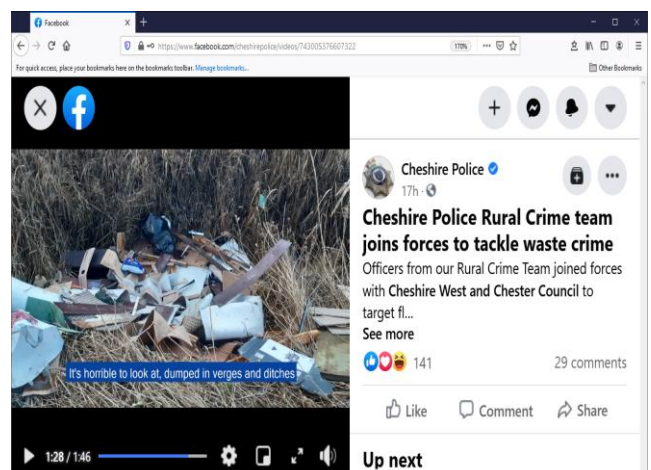 Facebook
https://www.facebook.com/cheshirepolice/videos/743005376607322
170%
For quick access, place your bookmarks here on the bookmarks toolbar. Manage bookmarks...
Other Bookmarks
Cheshire Police
17h
Cheshire Police Rural Crime team
joins forces to tackle waste crime
Officers from our Rural Crime Team joined forces
with Cheshire West and Chester Council to
target fl...
See more
141
29 comments
Like
Comment
Share
Up next
It's horrible to look at, dumped in verges and ditches
1:28 / 1:46